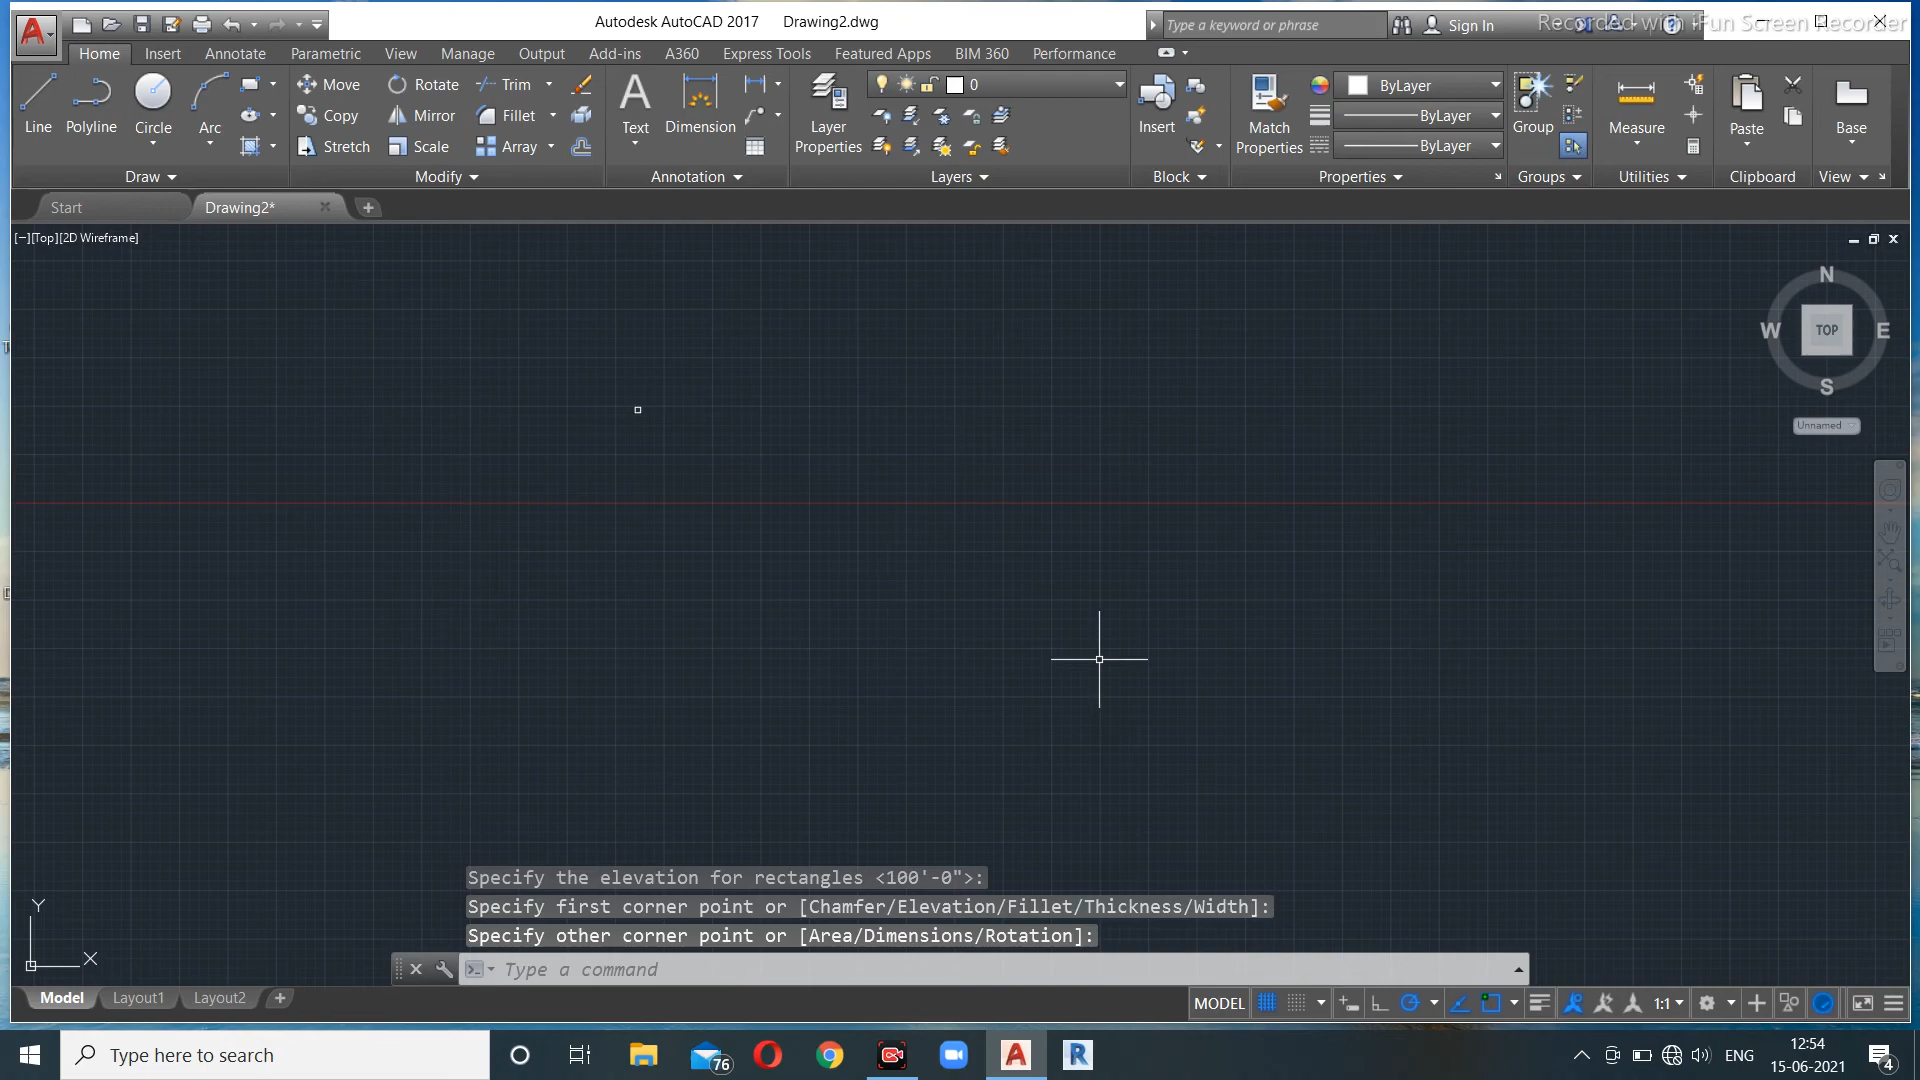 Autodesk AutoCAD 2017 Drawing2.dwg
Type a keyword or phrase
Sign In
Recorded with iFun Screen Recorder
Home Insert Annotate Parametric View Manage Output Add-ins A360 Express Tools Featured Apps BIM 360 Performance
Line Polyline Circle Arc
Move Rotate Trim
Copy Mirror Fillet
Stretch Scale Array
Text Dimension
Layer Properties
0
Insert
Match Properties
ByLayer
ByLayer
ByLayer
Group
Measure
Paste
Base
Draw Modify Annotation Layers Block Properties Groups Utilities Clipboard View
Start Drawing2*
[−][Top][2D Wireframe]
N
W TOP E
S
Unnamed
Specify the elevation for rectangles <100'-0">:
Specify first corner point or [Chamfer/Elevation/Fillet/Thickness/Width]:
Specify other corner point or [Area/Dimensions/Rotation]:
Type a command
Y
X
Model Layout1 Layout2
MODEL
1:1
Type here to search
76
ENG
12:54
15-06-2021
4